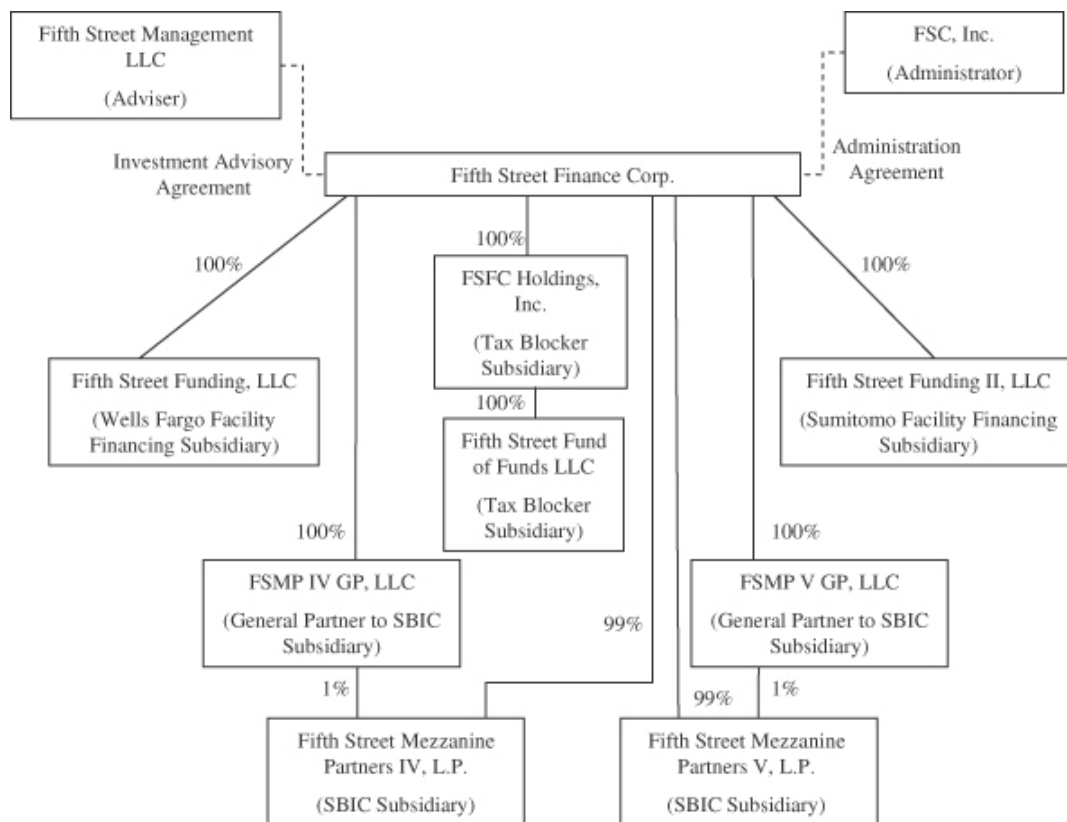 Fifth Street Management
LLC
(Adviser)
FSC, Inc.
(Administrator)
Investment Advisory
Agreement
Administration
Agreement
Fifth Street Finance Corp.
100%
100%
100%
FSFC Holdings,
Inc.
(Tax Blocker
Subsidiary)
Fifth Street Funding, LLC
(Wells Fargo Facility
Financing Subsidiary)
100%
Fifth Street Fund
of Funds LLC
(Tax Blocker
Subsidiary)
Fifth Street Funding II, LLC
(Sumitomo Facility Financing
Subsidiary)
100%
100%
FSMP IV GP, LLC
(General Partner to SBIC
Subsidiary)
99%
FSMP V GP, LLC
(General Partner to SBIC
Subsidiary)
1%
99%
1%
Fifth Street Mezzanine
Partners IV, L.P.
(SBIC Subsidiary)
Fifth Street Mezzanine
Partners V, L.P.
(SBIC Subsidiary)